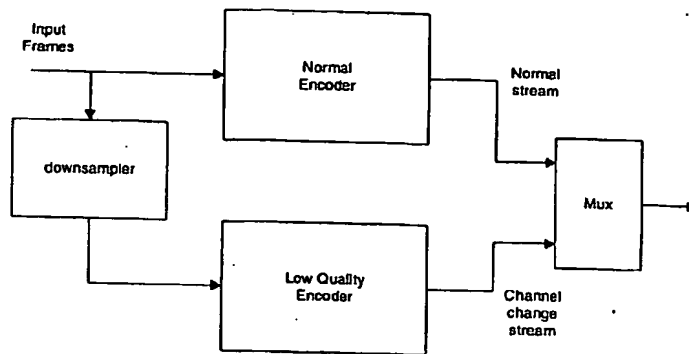 Input
Frames
Normal
Encoder
Normal
stream
downsampler
Mux
Low Quality
Encoder
Channel
change
stream